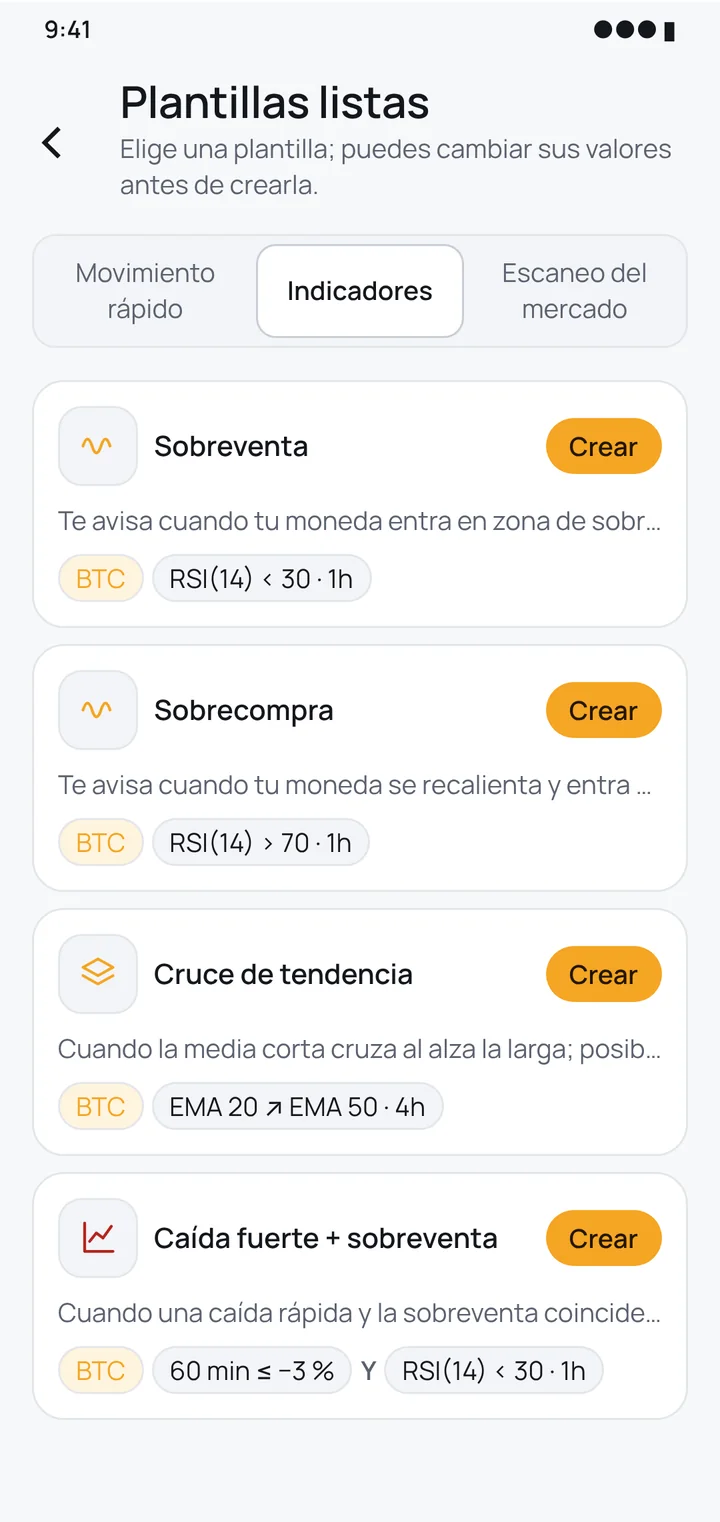 9:41
Plantillas listas
Elige una plantilla; puedes cambiar sus valores
antes de crearla.
Movimiento
rápido
Indicadores
Escaneo del
mercado
Sobreventa
Crear
Te avisa cuando tu moneda entra en zona de sobr...
BTC
RSI(14) < 30 · 1h
Sobrecompra
Crear
Te avisa cuando tu moneda se recalienta y entra ...
BTC
RSI(14) > 70 · 1h
Cruce de tendencia
Crear
Cuando la media corta cruza al alza la larga; posib...
BTC
EMA 20 ↗ EMA 50 · 4h
Caída fuerte + sobreventa
Crear
Cuando una caída rápida y la sobreventa coincide...
BTC
60 min ≤ −3 %
Y
RSI(14) < 30 · 1h